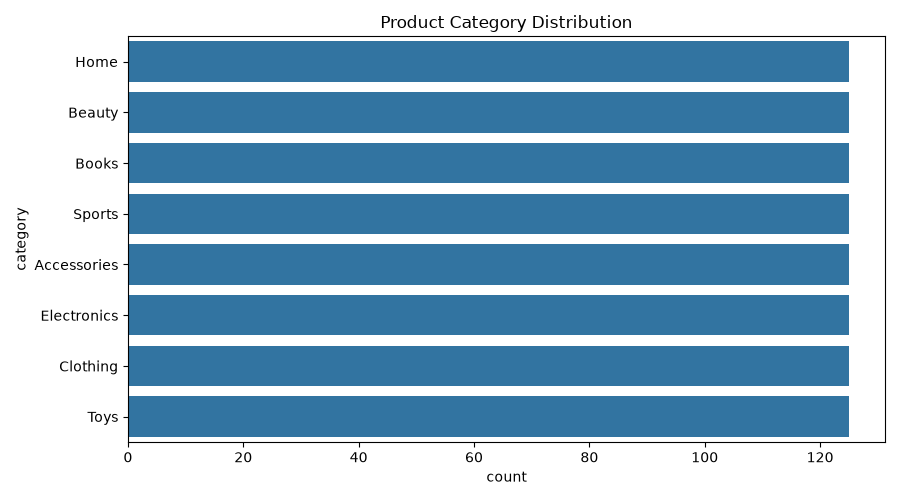 Product Category Distribution
category
Home
Beauty
Books
Sports
Accessories
Electronics
Clothing
Toys
0 20 40 60 80 100 120
count